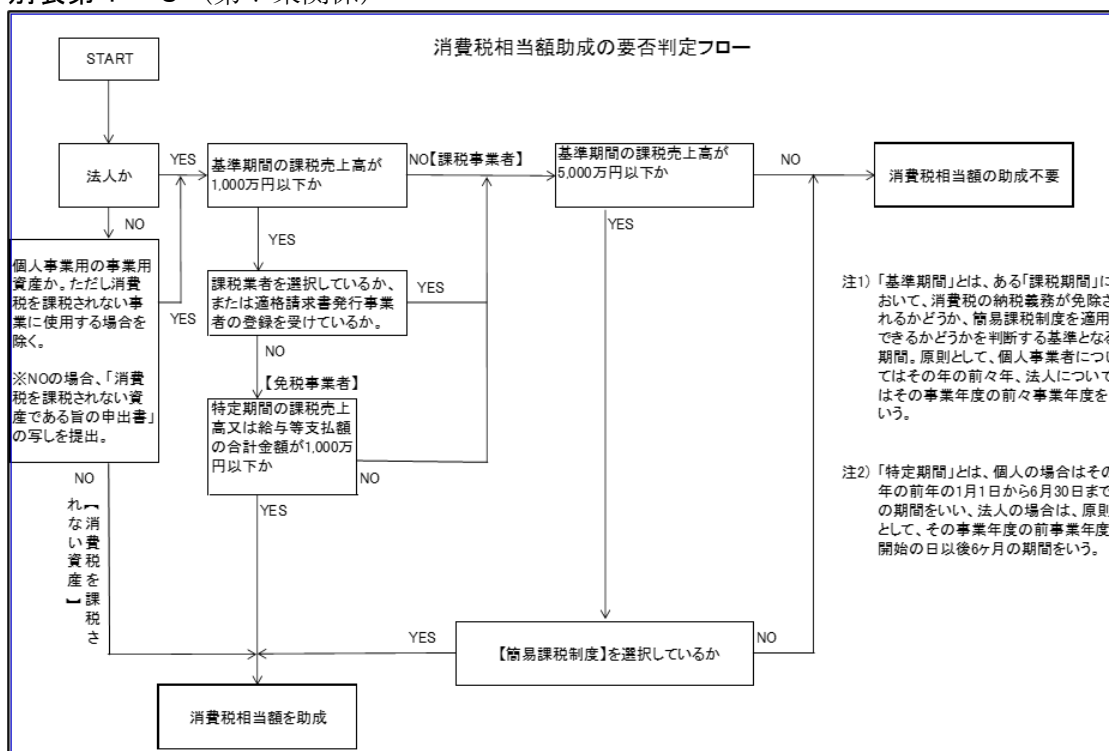 消費税相当額助成の要否判定フロー
START
法人か
YES
NO
基準期間の課税売上高が
1,000万円以下か
NO【課税事業者】
YES
基準期間の課税売上高が
5,000万円以下か
NO
YES
消費税相当額の助成不要
個人事業用の事業用
資産か。ただし消費
税を課税されない事
業に使用する場合を
除く。
※NOの場合、「消費
税を課税されない資
産である旨の申出書」
の写しを提出。
YES
NO
【消費税を課税さ
れない資産】
課税業者を選択しているか、
または適格請求書発行事業
者の登録を受けているか。
YES
NO
【免税事業者】
特定期間の課税売上
高又は給与等支払額
の合計金額が1,000万
円以下か
NO
YES
【簡易課税制度】を選択しているか
YES
NO
消費税相当額を助成
注1) 「基準期間」とは、ある「課税期間」に
おいて、消費税の納税義務が免除さ
れるかどうか、簡易課税制度を適用
できるかどうかを判断する基準となる
期間。原則として、個人事業者につい
てはその年の前々年、法人について
はその事業年度の前々事業年度を
いう。
注2) 「特定期間」とは、個人の場合はその
年の前年の1月1日から6月30日まで
の期間をいい、法人の場合は、原則
として、その事業年度の前事業年度
開始の日以後6ヶ月の期間をいう。